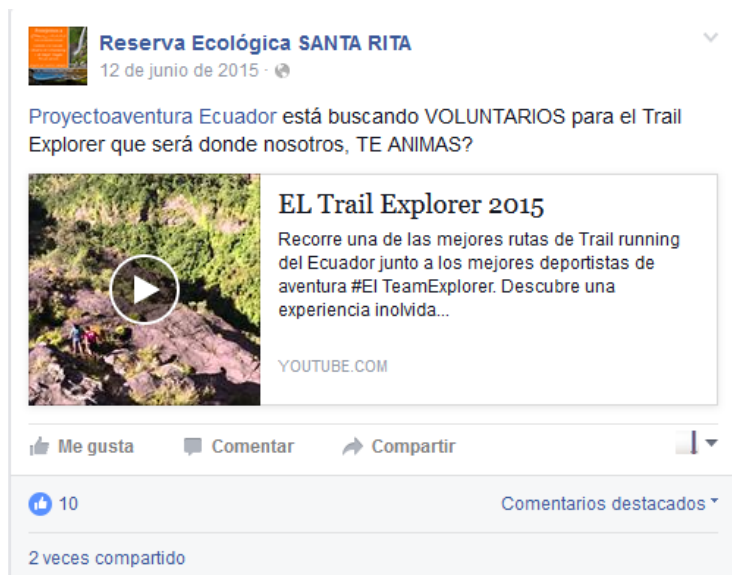 Reserva Ecológica SANTA RITA
12 de junio de 2015 ·
Proyectoaventura Ecuador está buscando VOLUNTARIOS para el Trail
Explorer que será donde nosotros, TE ANIMAS?
EL Trail Explorer 2015
Recorre una de las mejores rutas de Trail running
del Ecuador junto a los mejores deportistas de
aventura #El TeamExplorer. Descubre una
experiencia inolvida...
YOUTUBE.COM
Me gusta Comentar Compartir
10 Comentarios destacados
2 veces compartido